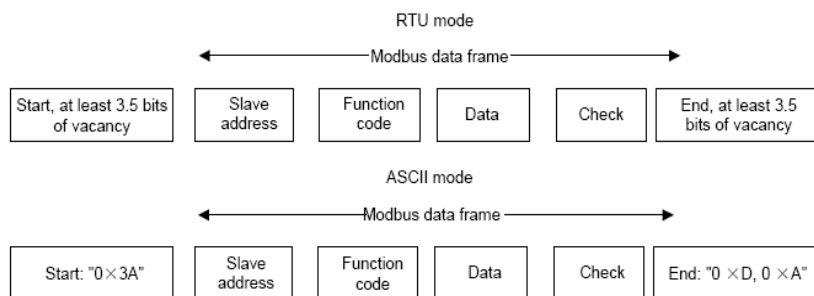 RTU mode
Modbus data frame
Start, at least 3.5 bits
of vacancy
Slave
address
Function
code
Data
Check
End, at least 3.5
bits of vacancy
ASCII mode
Modbus data frame
Start: "0×3A"
Slave
address
Function
code
Data
Check
End: "0 ×D, 0 ×A"